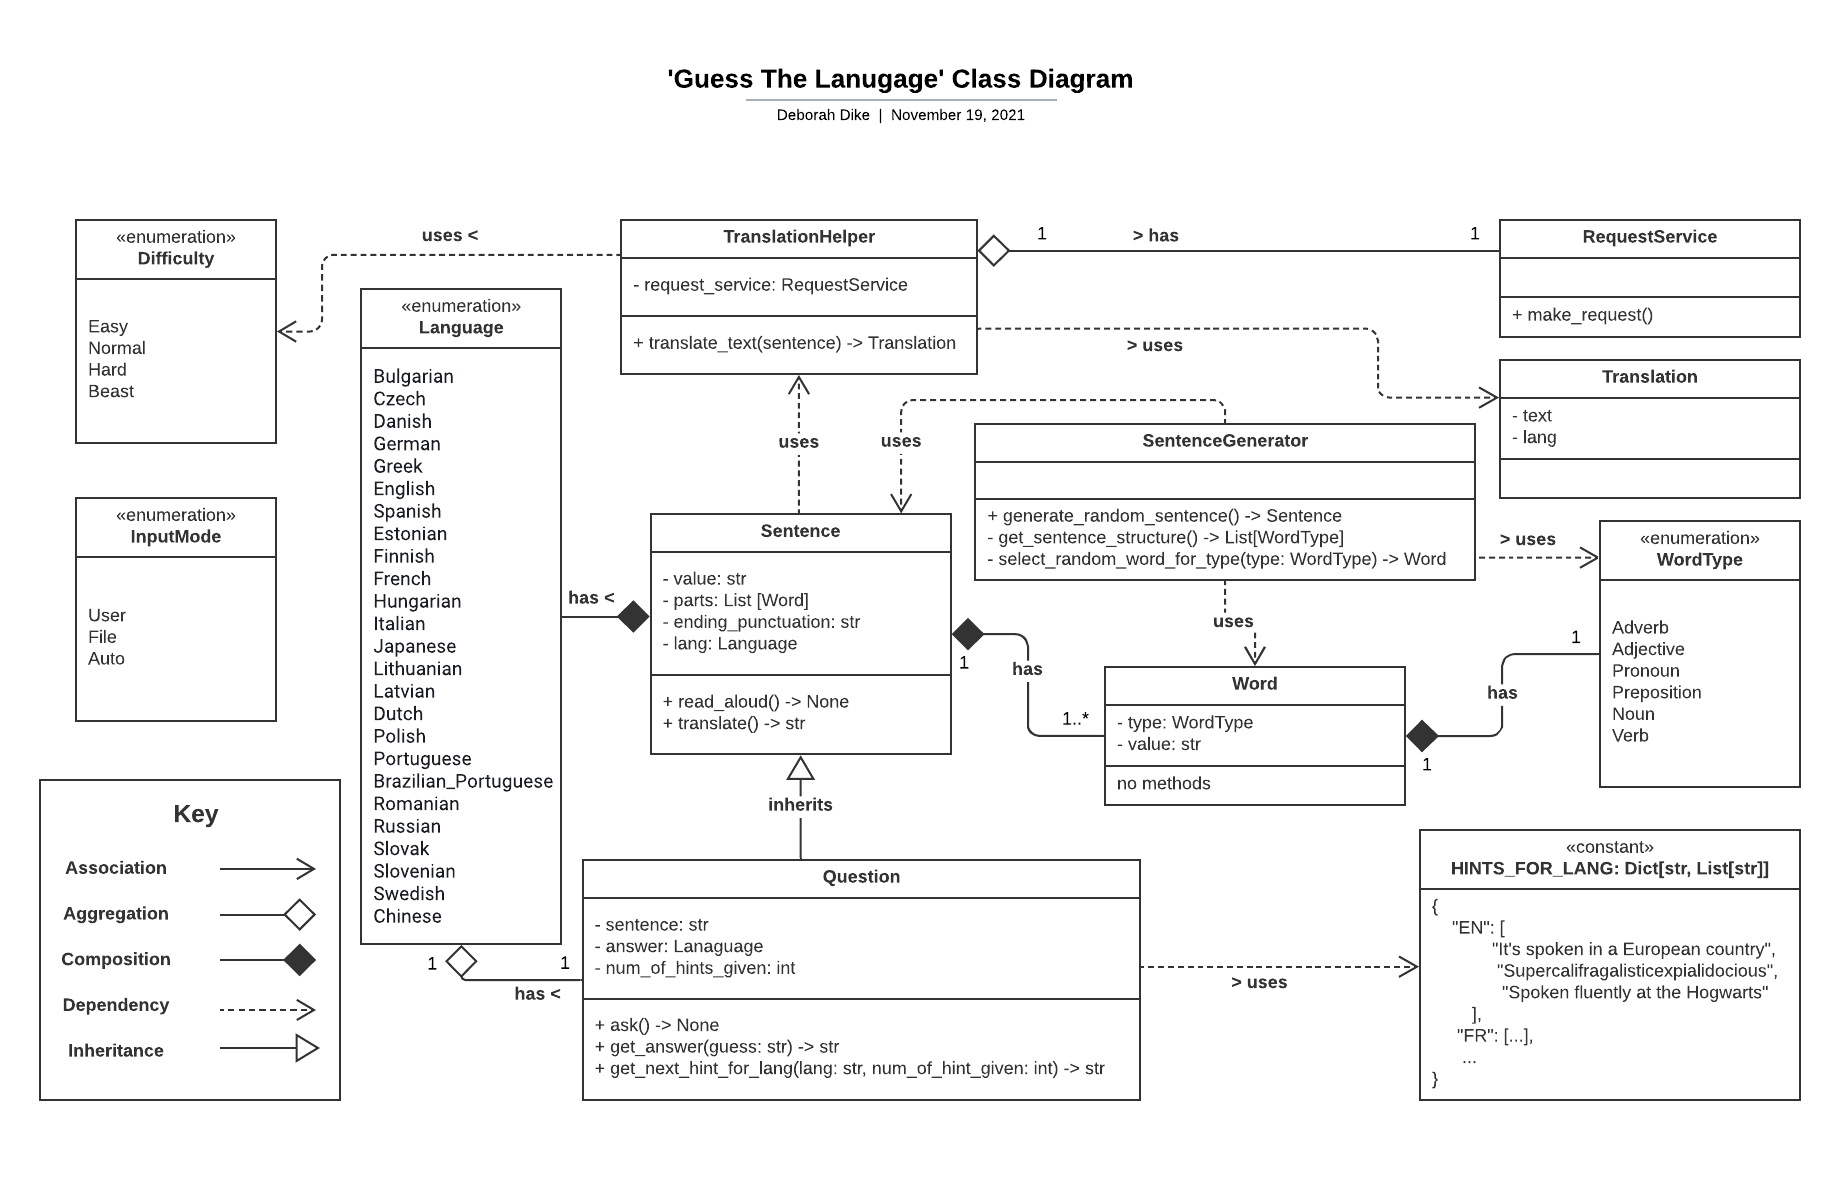 'Guess The Lanugage' Class Diagram
Deborah Dike | November 19, 2021
«enumeration»
Difficulty
Easy
Normal
Hard
Beast
uses <
TranslationHelper
- request_service: RequestService
+ translate_text(sentence) -> Translation
1
> has
1
RequestService
+ make_request()
> uses
Translation
- text
- lang
«enumeration»
Language
Bulgarian
Czech
Danish
German
Greek
English
Spanish
Estonian
Finnish
French
Hungarian
Italian
Japanese
Lithuanian
Latvian
Dutch
Polish
Portuguese
Brazilian_Portuguese
Romanian
Russian
Slovak
Slovenian
Swedish
Chinese
uses
uses
SentenceGenerator
+ generate_random_sentence() -> Sentence
- get_sentence_structure() -> List[WordType]
- select_random_word_for_type(type: WordType) -> Word
> uses
«enumeration»
WordType
Adverb
Adjective
Pronoun
Preposition
Noun
Verb
«enumeration»
InputMode
User
File
Auto
has <
Sentence
- value: str
- parts: List [Word]
- ending_punctuation: str
- lang: Language
+ read_aloud() -> None
+ translate() -> str
1
has
1..*
uses
Word
- type: WordType
- value: str
no methods
1
has
1
inherits
Key
Association
Aggregation
Composition
Dependency
Inheritance
1
1
has <
Question
- sentence: str
- answer: Lanaguage
- num_of_hints_given: int
+ ask() -> None
+ get_answer(guess: str) -> str
+ get_next_hint_for_lang(lang: str, num_of_hint_given: int) -> str
> uses
«constant»
HINTS_FOR_LANG: Dict[str, List[str]]
{
"EN": [
"It's spoken in a European country",
"Supercalifragalisticexpialidocious",
"Spoken fluently at the Hogwarts"
],
"FR": [...],
...
}